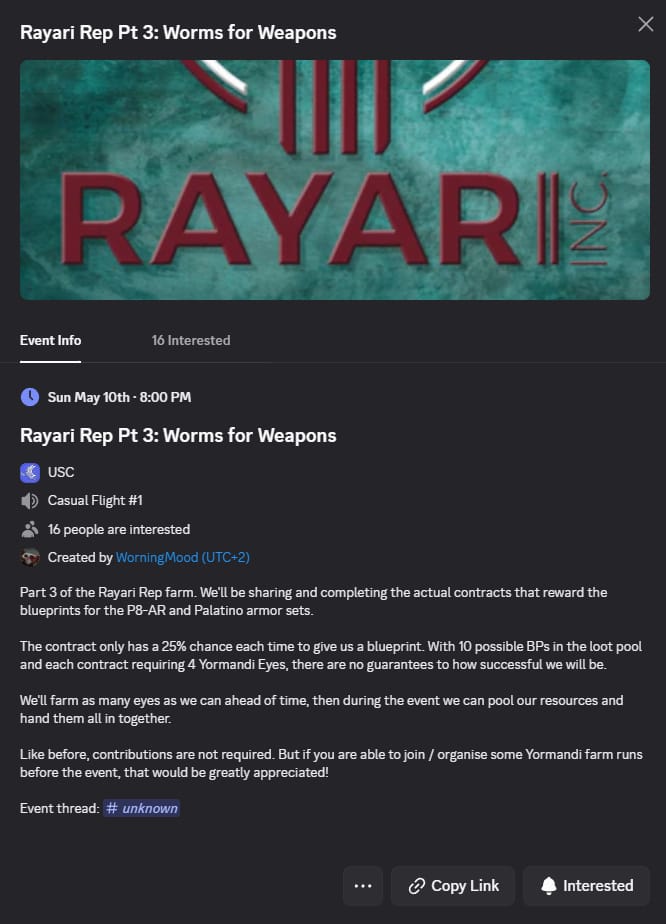 Rayari Rep Pt 3: Worms for Weapons
RAYARI INC.
Event Info
16 Interested
Sun May 10th · 8:00 PM
Rayari Rep Pt 3: Worms for Weapons
USC
Casual Flight #1
16 people are interested
Created by WorningMood (UTC+2)
Part 3 of the Rayari Rep farm. We'll be sharing and completing the actual contracts that reward the
blueprints for the P8-AR and Palatino armor sets.
The contract only has a 25% chance each time to give us a blueprint. With 10 possible BPs in the loot pool
and each contract requiring 4 Yormandi Eyes, there are no guarantees to how successful we will be.
We'll farm as many eyes as we can ahead of time, then during the event we can pool our resources and
hand them all in together.
Like before, contributions are not required. But if you are able to join / organise some Yormandi farm runs
before the event, that would be greatly appreciated!
Event thread: # unknown
Copy Link
Interested